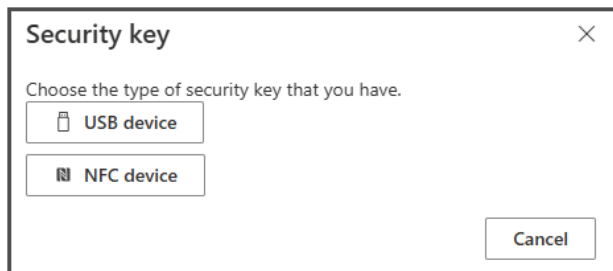 Security key
Choose the type of security key that you have.
USB device
NFC device
Cancel